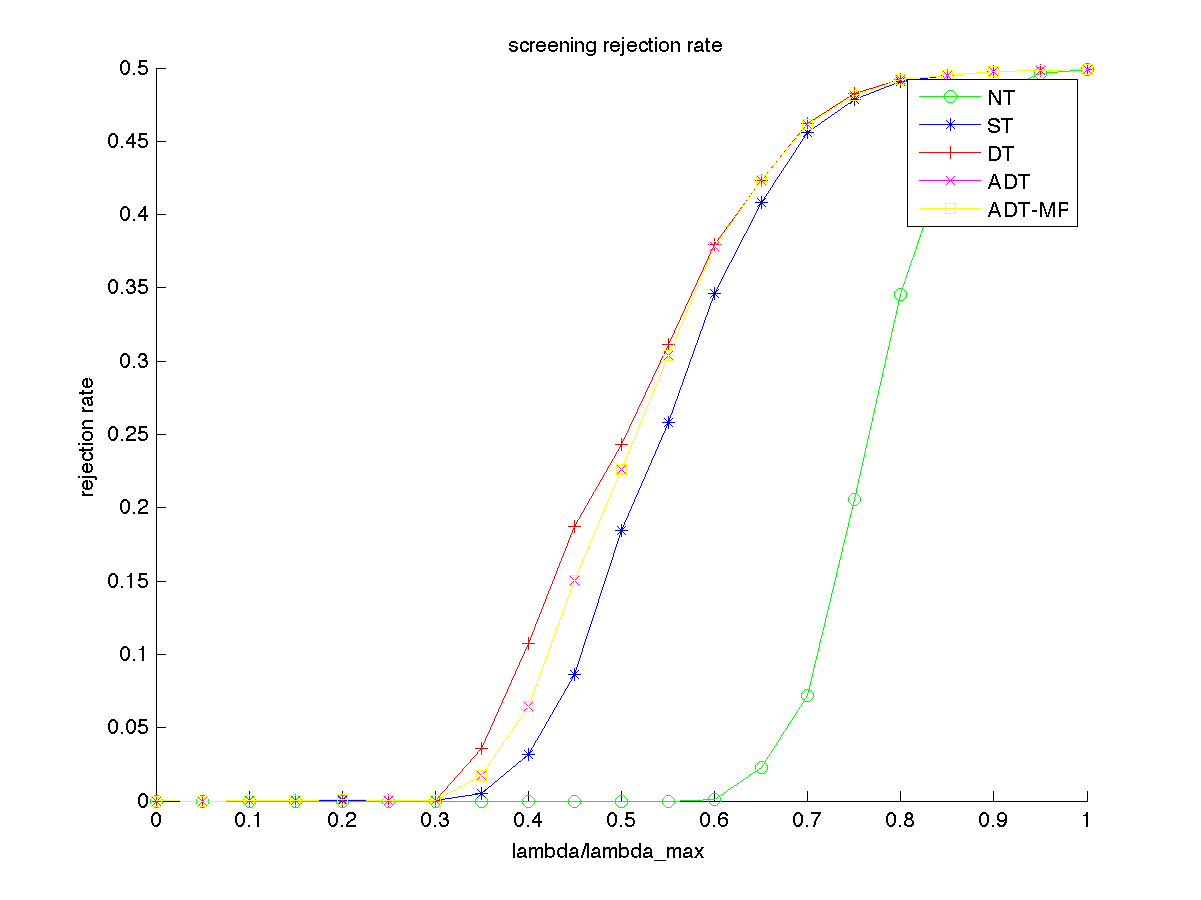 screening rejection rate
0.5
0.45
0.4
0.35
0.3
0.25
0.2
0.15
0.1
0.05
0
rejection rate
NT
ST
DT
ADT
ADT-MP
0 0.1 0.2 0.3 0.4 0.5 0.6 0.7 0.8 0.9 1
lambda/lambda_max